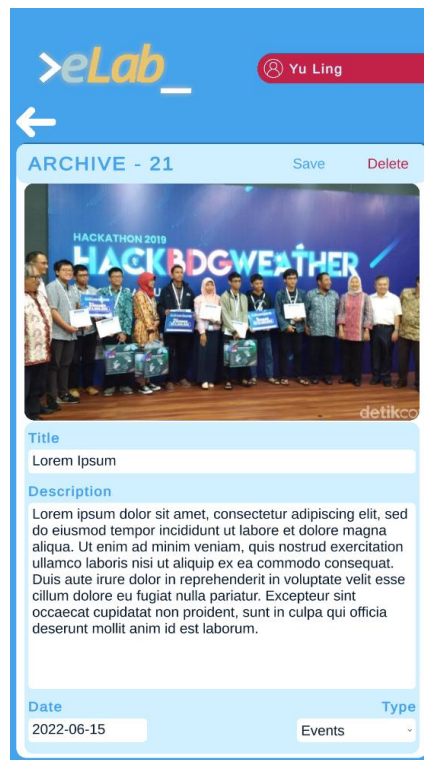 >eLab_
Yu Ling
ARCHIVE - 21
Save
Delete
HACKATHON 2019
HACKBDGWEATHER
detikco
Title
Lorem Ipsum
Description
Lorem ipsum dolor sit amet, consectetur adipiscing elit, sed
do eiusmod tempor incididunt ut labore et dolore magna
aliqua. Ut enim ad minim veniam, quis nostrud exercitation
ullamco laboris nisi ut aliquip ex ea commodo consequat.
Duis aute irure dolor in reprehenderit in voluptate velit esse
cillum dolore eu fugiat nulla pariatur. Excepteur sint
occaecat cupidatat non proident, sunt in culpa qui officia
deserunt mollit anim id est laborum.
Date
Type
2022-06-15
Events